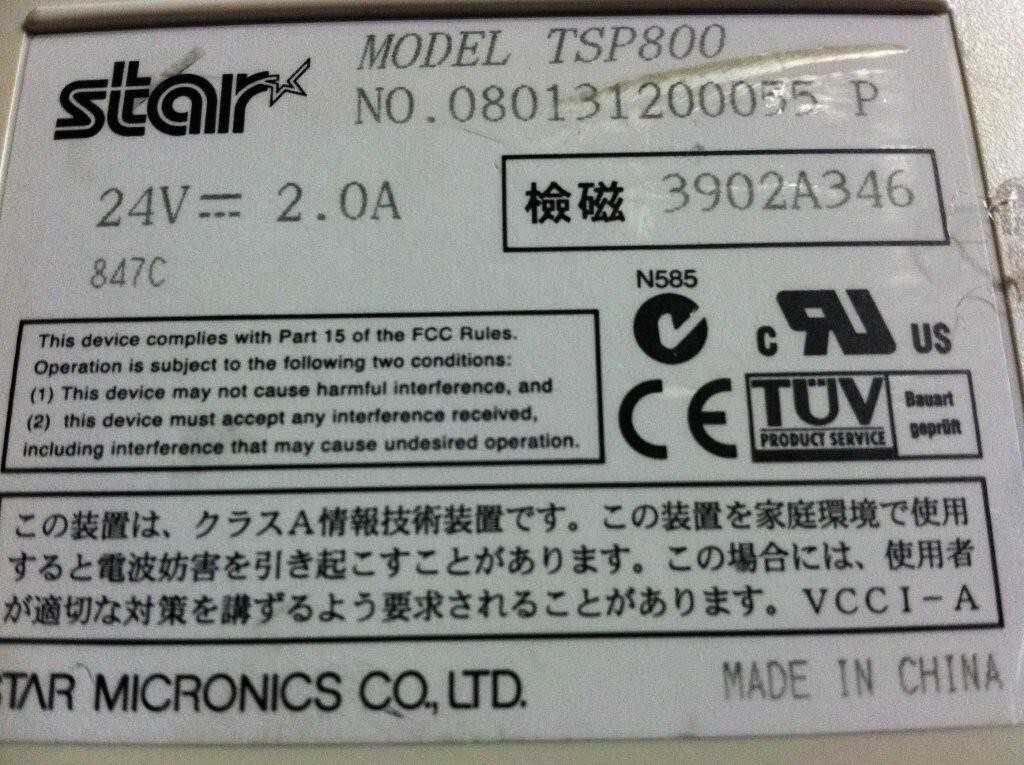 star
MODEL TSP800
NO.080131200055 P
24V⎓ 2.0A
檢磁 3902A346
847C
N585
This device complies with Part 15 of the FCC Rules.
Operation is subject to the following two conditions:
(1) This device may not cause harmful interference, and
(2) this device must accept any interference received,
including interference that may cause undesired operation.
c RU US
CE
TÜV
PRODUCT SERVICE
Bauart
geprüft
この装置は、クラスA情報技術装置です。この装置を家庭環境で使用
すると電波妨害を引き起こすことがあります。この場合には、使用者
が適切な対策を講ずるよう要求されることがあります。VCCI－A
STAR MICRONICS CO., LTD.
MADE IN CHINA